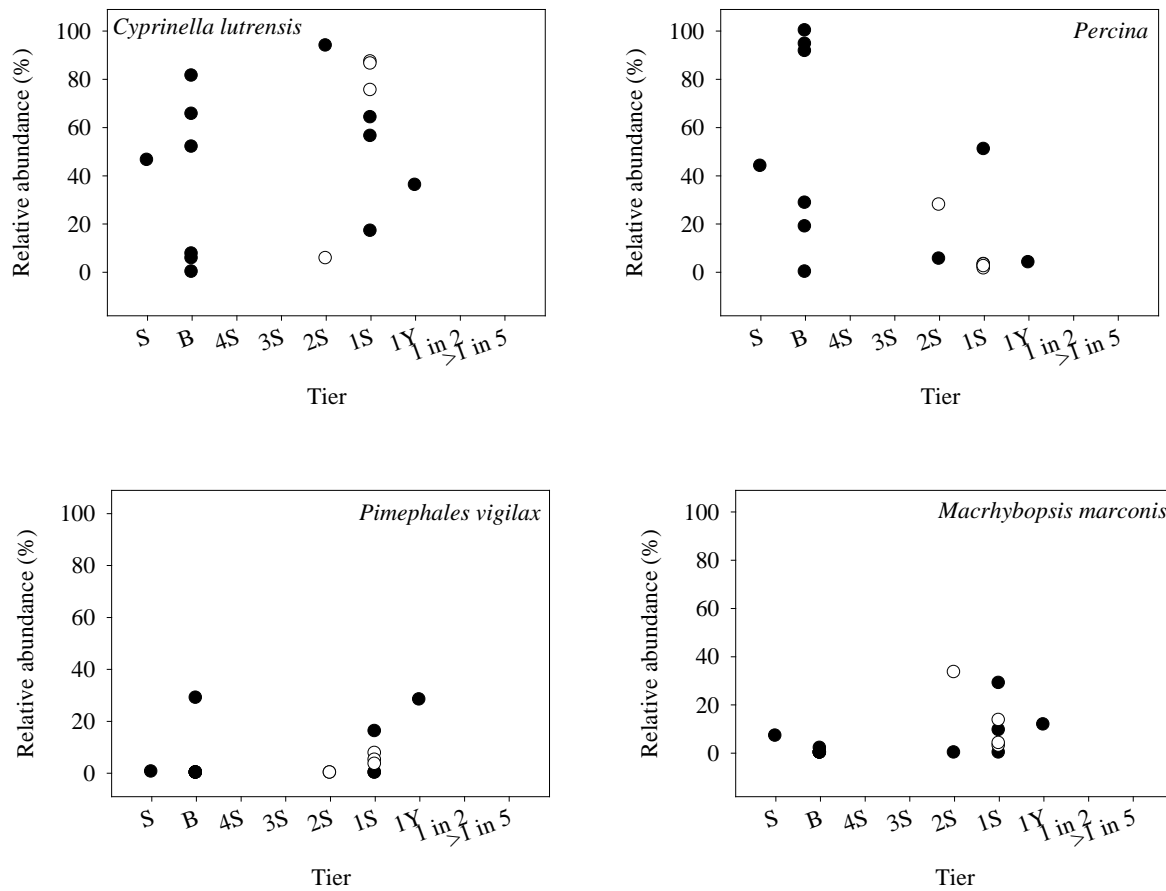 Cyprinella lutrensis
Relative abundance (%)
100
80
60
40
20
0
S B 4S 3S 2S 1S 1Y 1 in 2 >1 in 5
Tier
Percina
Relative abundance (%)
100
80
60
40
20
0
S B 4S 3S 2S 1S 1Y 1 in 2 >1 in 5
Tier
Pimephales vigilax
Relative abundance (%)
100
80
60
40
20
0
S B 4S 3S 2S 1S 1Y 1 in 2 >1 in 5
Tier
Macrhybopsis marconis
Relative abundance (%)
100
80
60
40
20
0
S B 4S 3S 2S 1S 1Y 1 in 2 >1 in 5
Tier